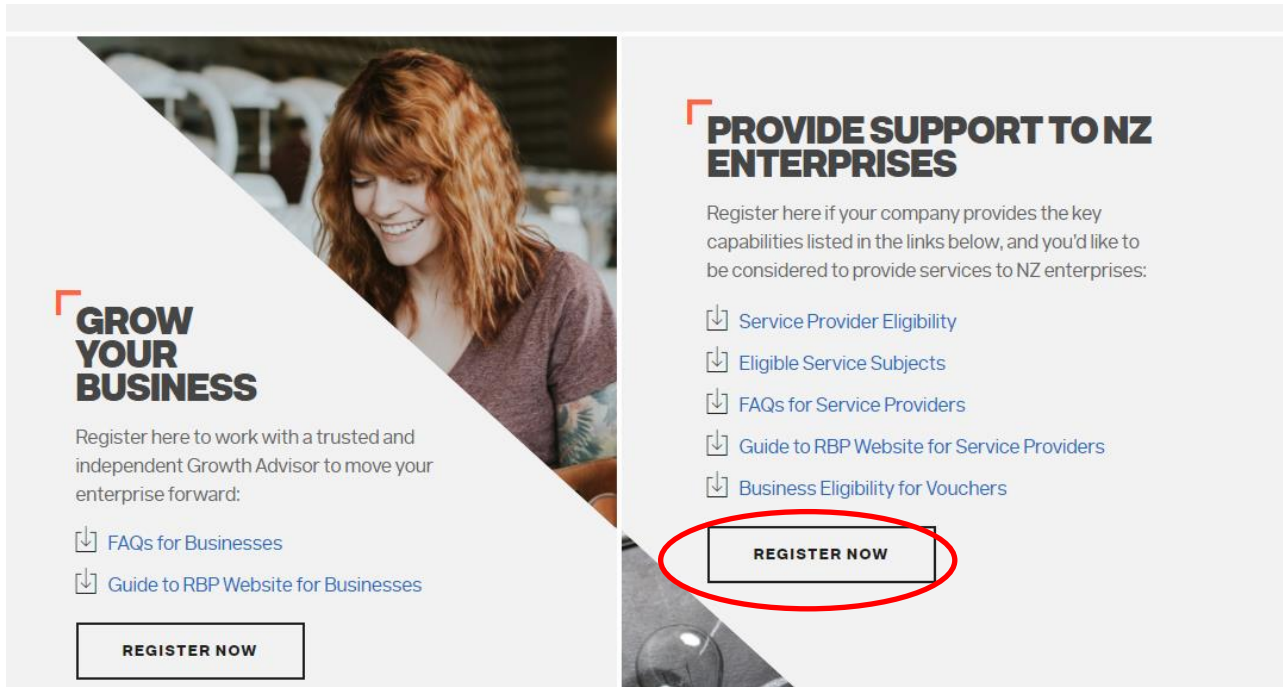 GROW
YOUR
BUSINESS
Register here to work with a trusted and
independent Growth Advisor to move your
enterprise forward:
FAQs for Businesses
Guide to RBP Website for Businesses
REGISTER NOW
PROVIDE SUPPORT TO NZ
ENTERPRISES
Register here if your company provides the key
capabilities listed in the links below, and you'd like to
be considered to provide services to NZ enterprises:
Service Provider Eligibility
Eligible Service Subjects
FAQs for Service Providers
Guide to RBP Website for Service Providers
Business Eligibility for Vouchers
REGISTER NOW